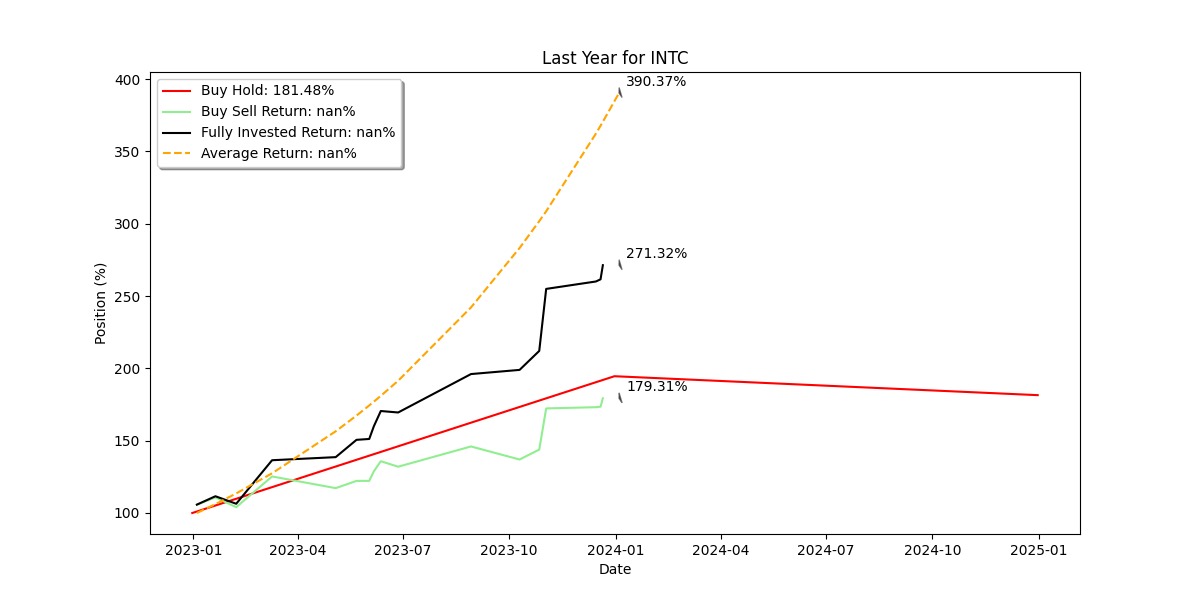 Last Year for INTC
Buy Hold: 181.48%
Buy Sell Return: nan%
Fully Invested Return: nan%
Average Return: nan%
390.37%
271.32%
179.31%
400
350
300
250
200
150
100
Position (%)
2023-01 2023-04 2023-07 2023-10 2024-01 2024-04 2024-07 2024-10 2025-01
Date